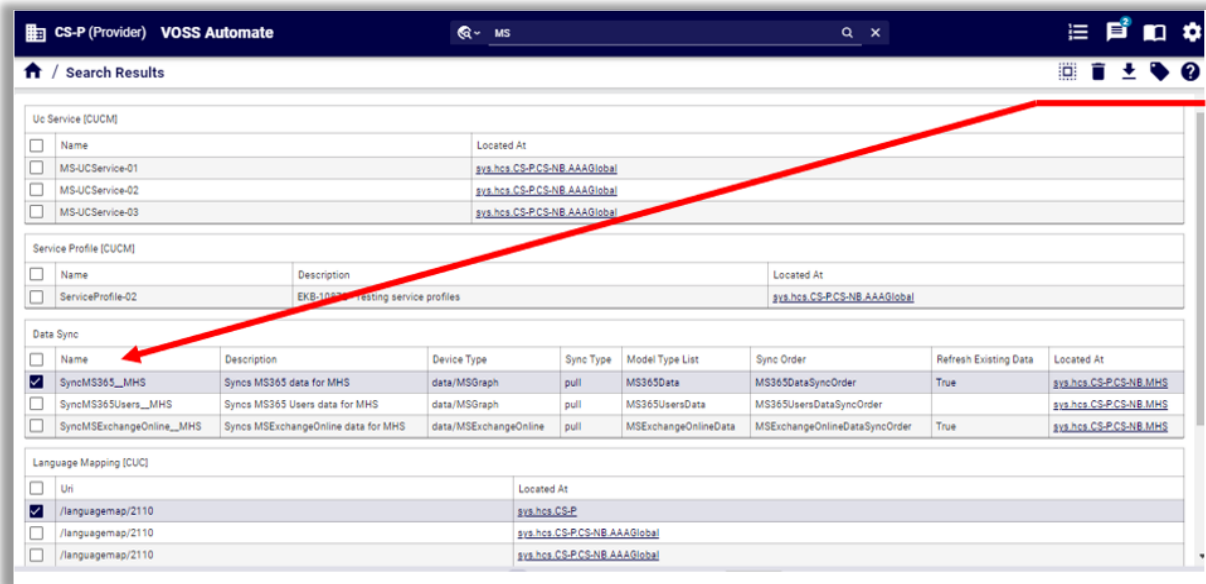 CS-P (Provider) VOSS Automate MS 2
/ Search Results
Uc Service [CUCM]
Name Located At
MS-UCService-01 sys.hcs.CS-P.CS-NB.AAAGlobal
MS-UCService-02 sys.hcs.CS-P.CS-NB.AAAGlobal
MS-UCService-03 sys.hcs.CS-P.CS-NB.AAAGlobal
Service Profile [CUCM]
Name Description Located At
ServiceProfile-02 Testing service profiles sys.hcs.CS-P.CS-NB.AAAGlobal
Data Sync
Name Description Device Type Sync Type Model Type List Sync Order Refresh Existing Data Located At
SyncMS365__MHS Syncs MS365 data for MHS data/MSGraph pull MS365Data MS365DataSyncOrder True sys.hcs.CS-P.CS-NB.MHS
SyncMS365Users__MHS Syncs MS365 Users data for MHS data/MSGraph pull MS365UsersData MS365UsersDataSyncOrder sys.hcs.CS-P.CS-NB.MHS
SyncMSExchangeOnline__MHS Syncs MSExchangeOnline data for MHS data/MSExchangeOnline pull MSExchangeOnlineData MSExchangeOnlineDataSyncOrder True sys.hcs.CS-P.CS-NB.MHS
Language Mapping [CUC]
Uri Located At
/languagemap/2110 sys.hcs.CS-P
/languagemap/2110 sys.hcs.CS-P.CS-NB.AAAGlobal
/languagemap/2110 sys.hcs.CS-P.CS-NB.AAAGlobal